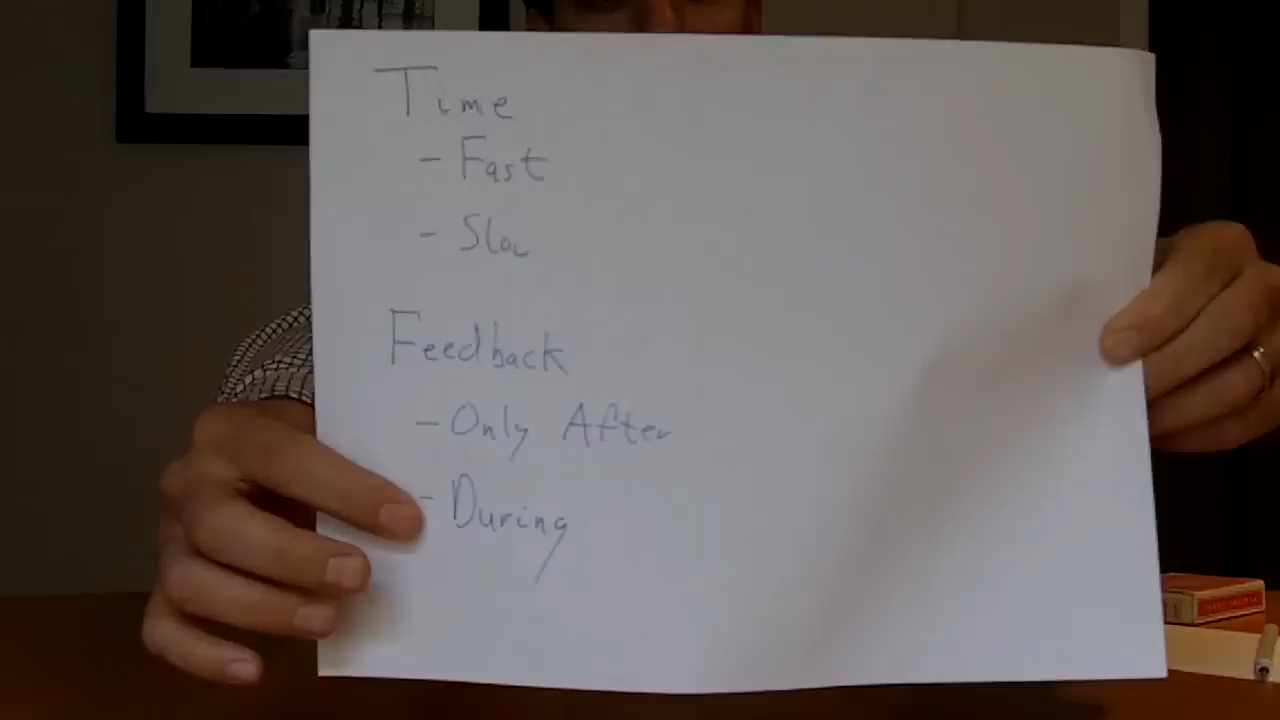 Time
- Fast
- Slow
Feedback
- Only After
- During